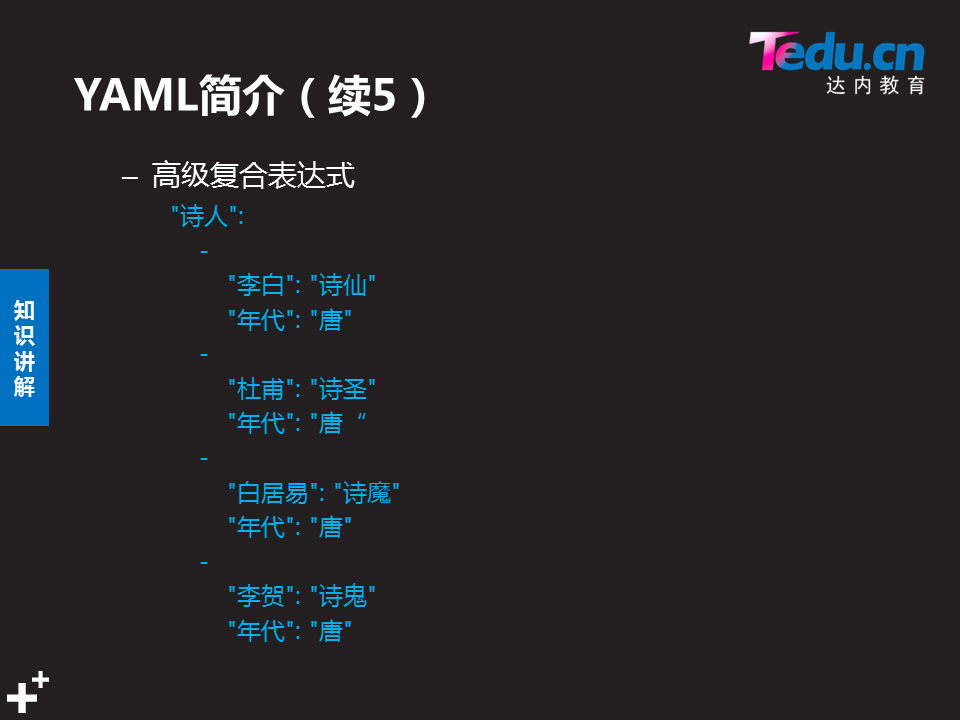 Tedu.cn
达内教育
YAML简介（续5）
– 高级复合表达式
"诗人":
-
"李白": "诗仙"
"年代": "唐"
-
"杜甫": "诗圣"
"年代": "唐“
-
"白居易": "诗魔"
"年代": "唐"
-
"李贺": "诗鬼"
"年代": "唐"
知
识
讲
解